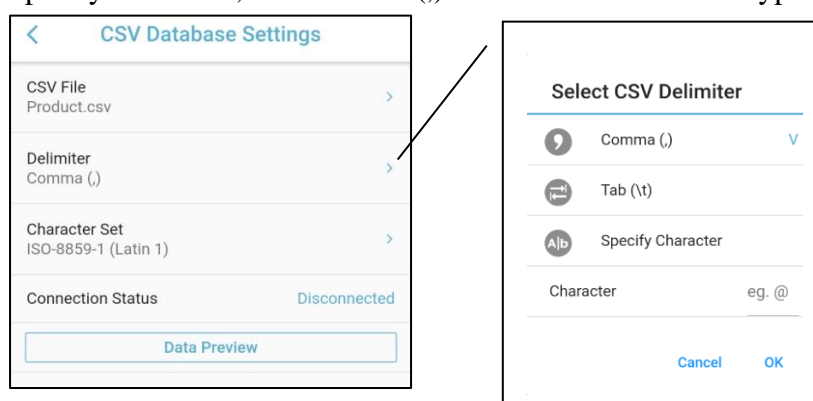 CSV Database Settings
CSV File
Product.csv
Delimiter
Comma (,)
Character Set
ISO-8859-1 (Latin 1)
Connection Status Disconnected
Data Preview
Select CSV Delimiter
Comma (,) V
Tab (\t)
A|b Specify Character
Character eg. @
Cancel OK